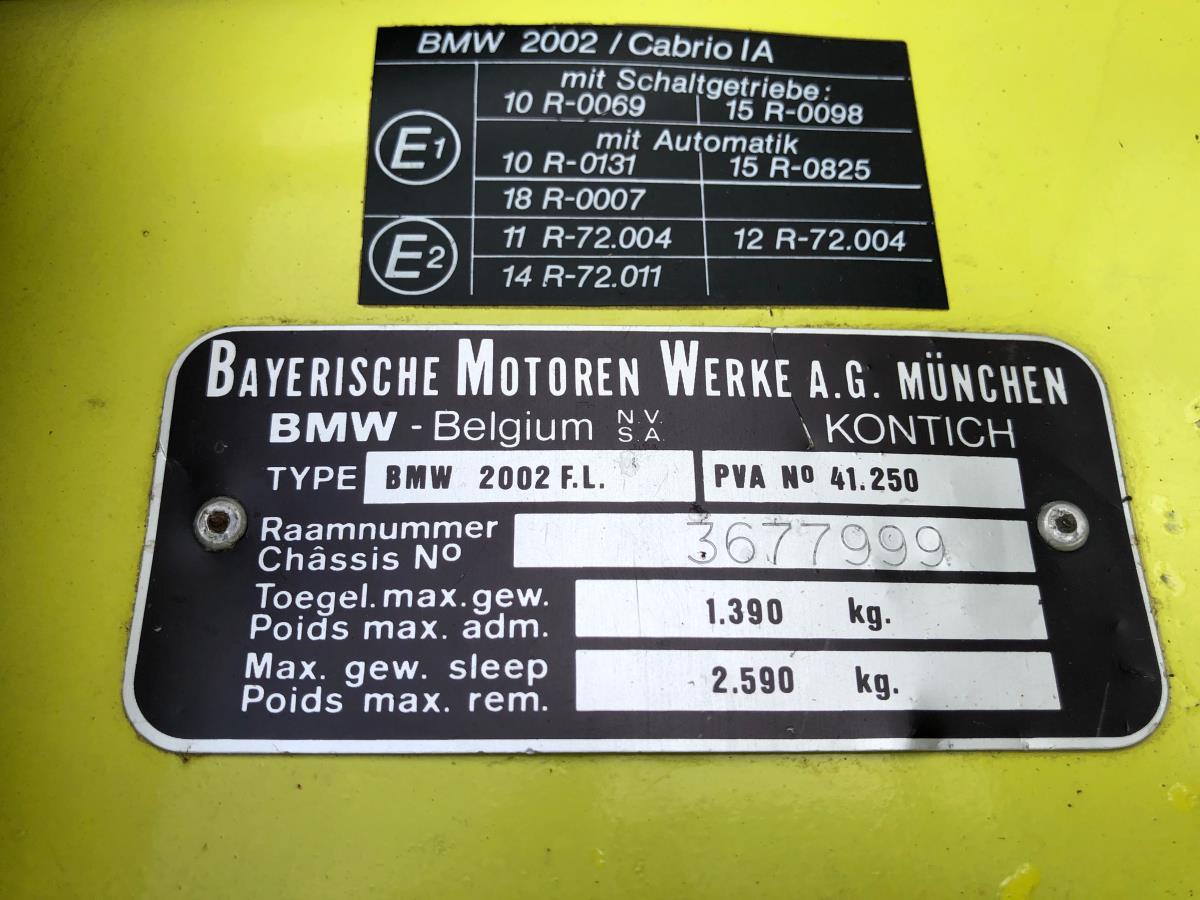 BMW 2002 / Cabrio IA
mit Schaltgetriebe:
10 R-0069 15 R-0098
E1
mit Automatik
10 R-0131 15 R-0825
18 R-0007
E2
11 R-72.004 12 R-72.004
14 R-72.011
BAYERISCHE MOTOREN WERKE A.G. MÜNCHEN
BMW - Belgium N.V. S.A. KONTICH
TYPE BMW 2002 F.L. PVA No 41.250
Raamnummer
Châssis No 3677999
Toegel.max.gew.
Poids max. adm. 1.390 kg.
Max. gew. sleep
Poids max. rem. 2.590 kg.